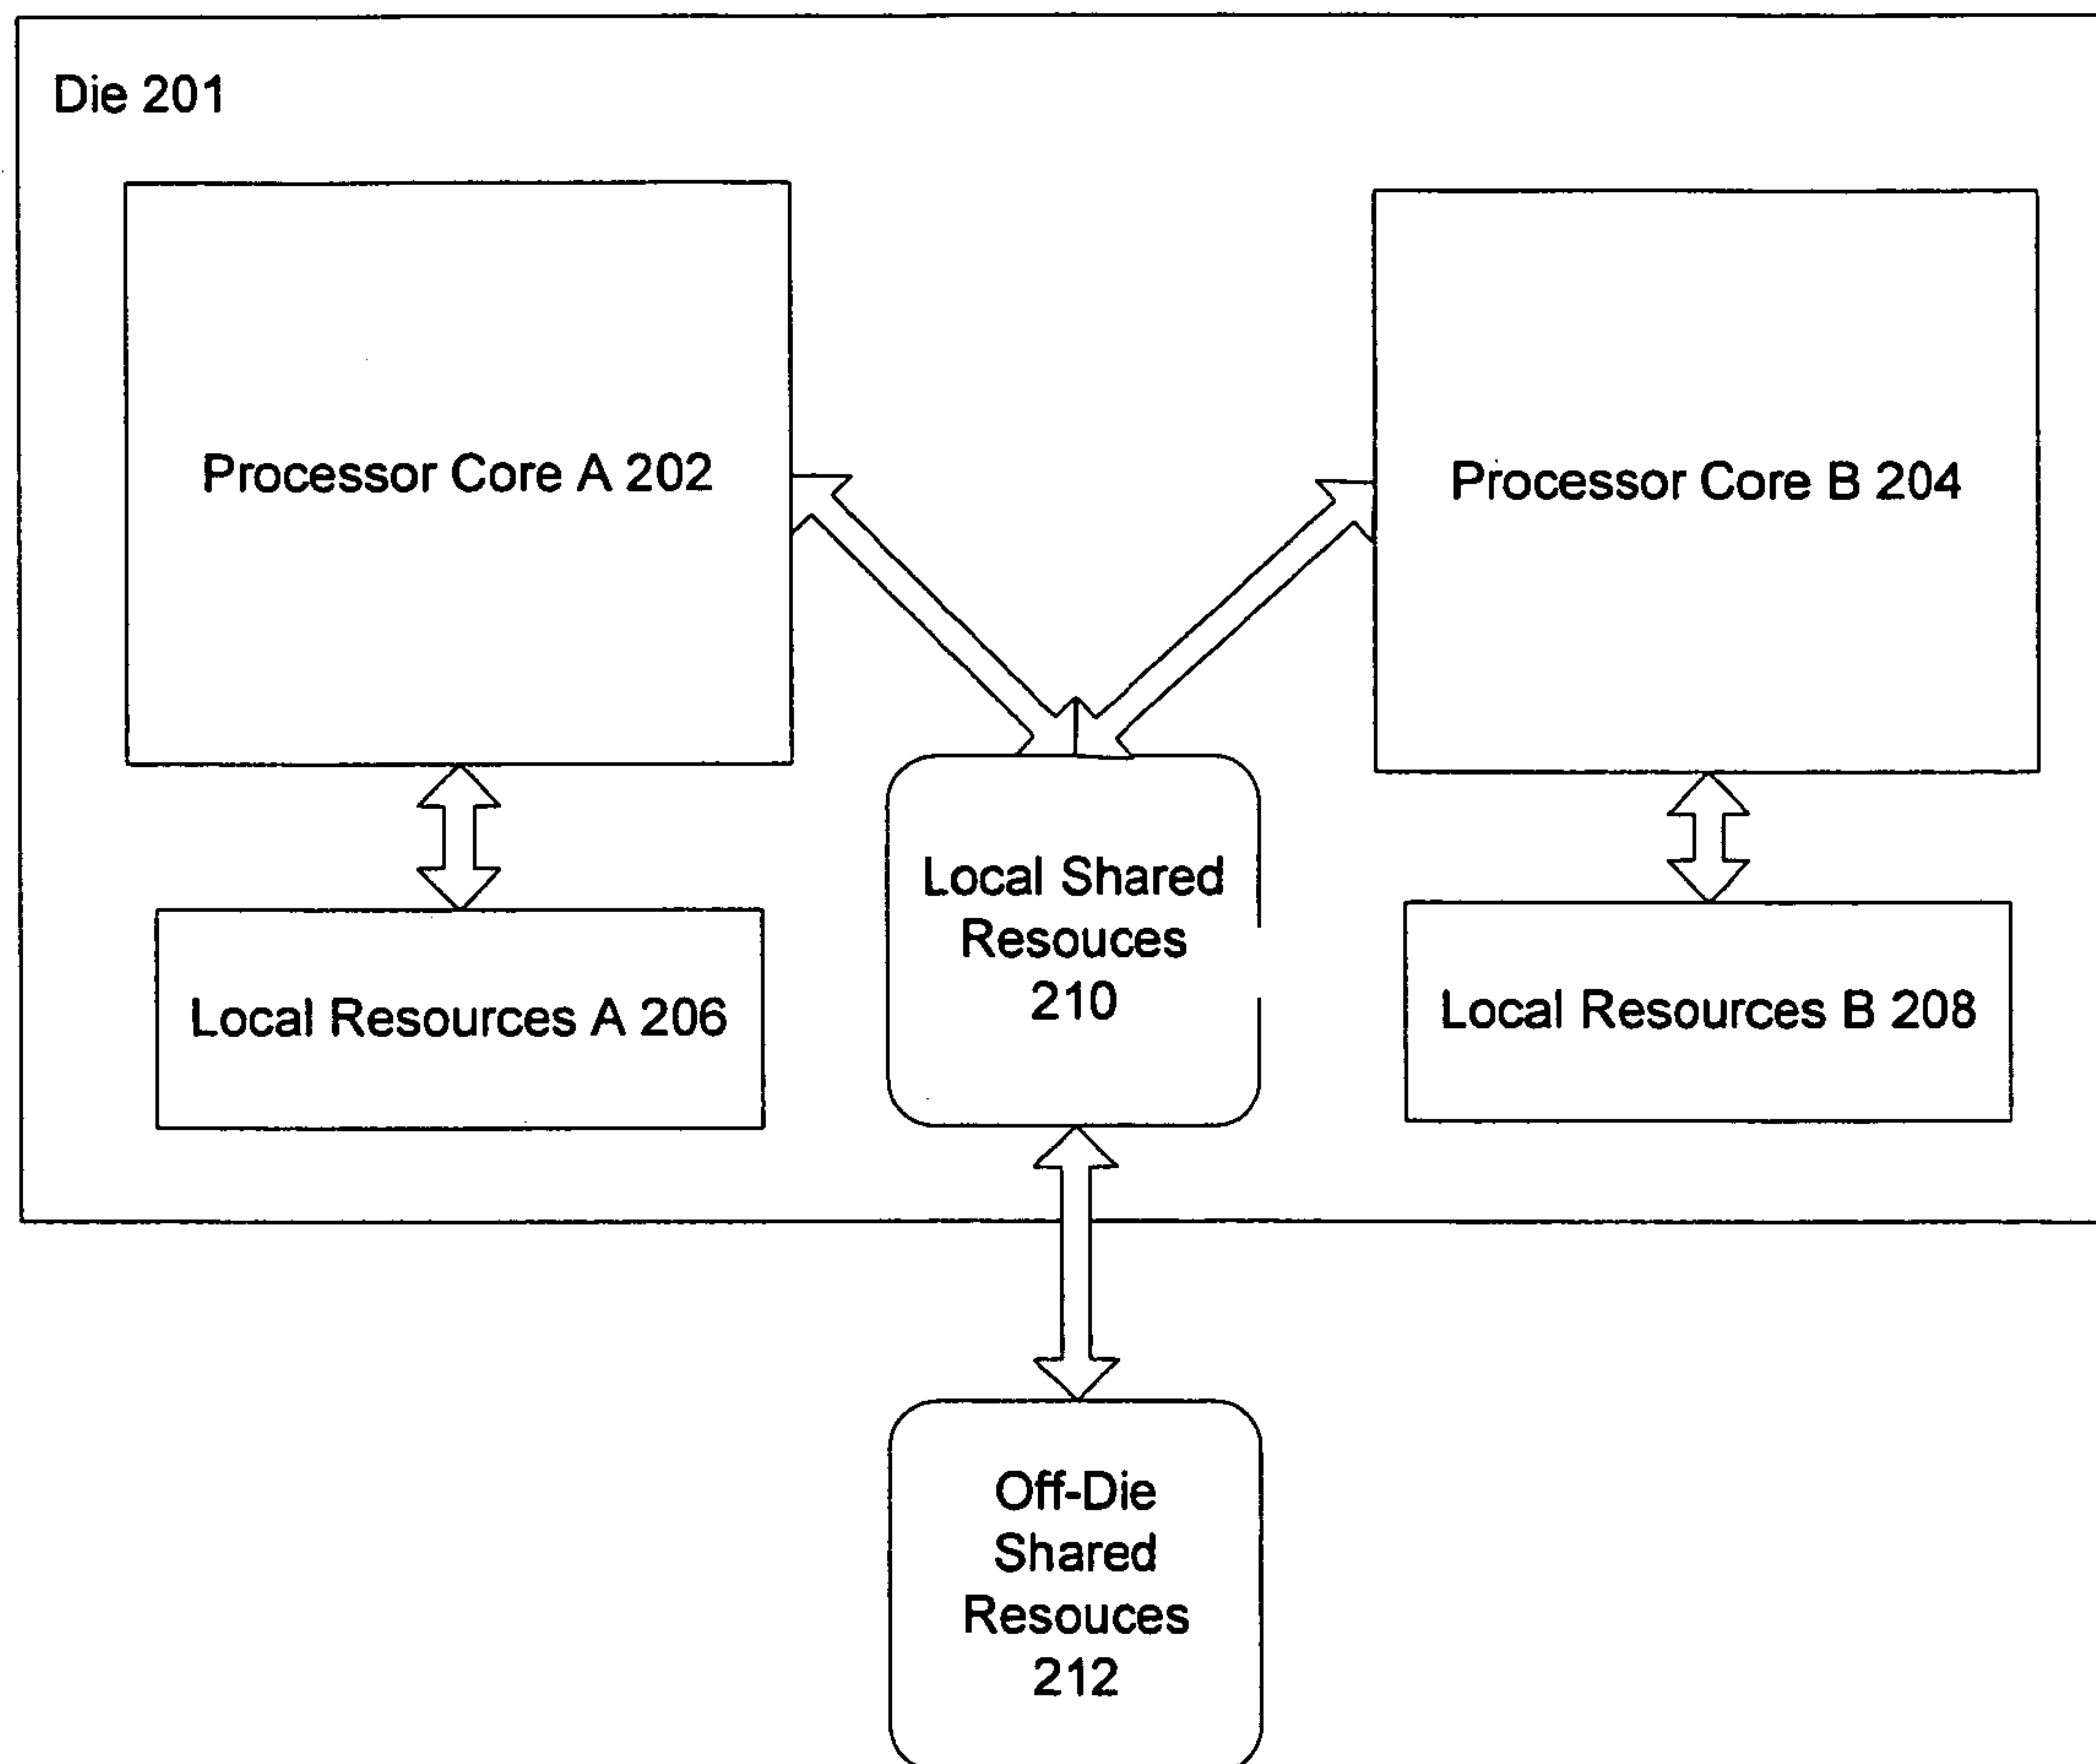 Die 201
Processor Core A 202
Processor Core B 204
Local Shared
Resouces
210
Local Resources A 206
Local Resources B 208
Off-Die
Shared
Resouces
212